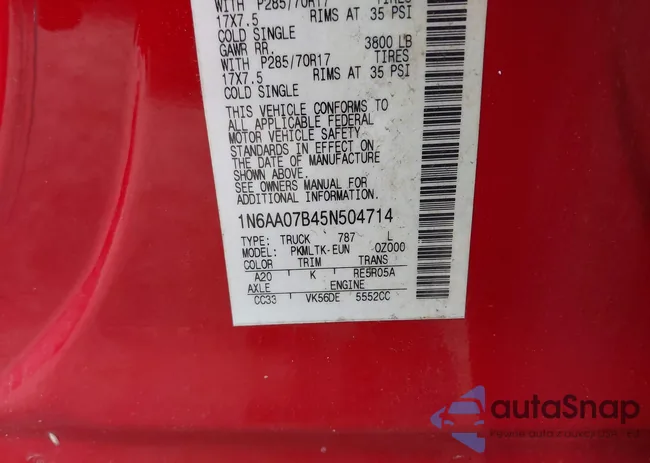 WITH P285/70R17 TIRES
17X7.5 RIMS AT 35 PSI
COLD SINGLE
GAWR RR. 3800 LB
WITH P285/70R17 TIRES
17X7.5 RIMS AT 35 PSI
COLD SINGLE
THIS VEHICLE CONFORMS TO
ALL APPLICABLE FEDERAL
MOTOR VEHICLE SAFETY
STANDARDS IN EFFECT ON
THE DATE OF MANUFACTURE
SHOWN ABOVE.
SEE OWNERS MANUAL FOR
ADDITIONAL INFORMATION.
1N6AA07B45N504714
TYPE: TRUCK 787 L
MODEL: PKMLTK-EUN OZ000
COLOR TRIM TRANS
A20 K RE5R05A
AXLE ENGINE
CC33 VK56DE 5552CC
autaSnap